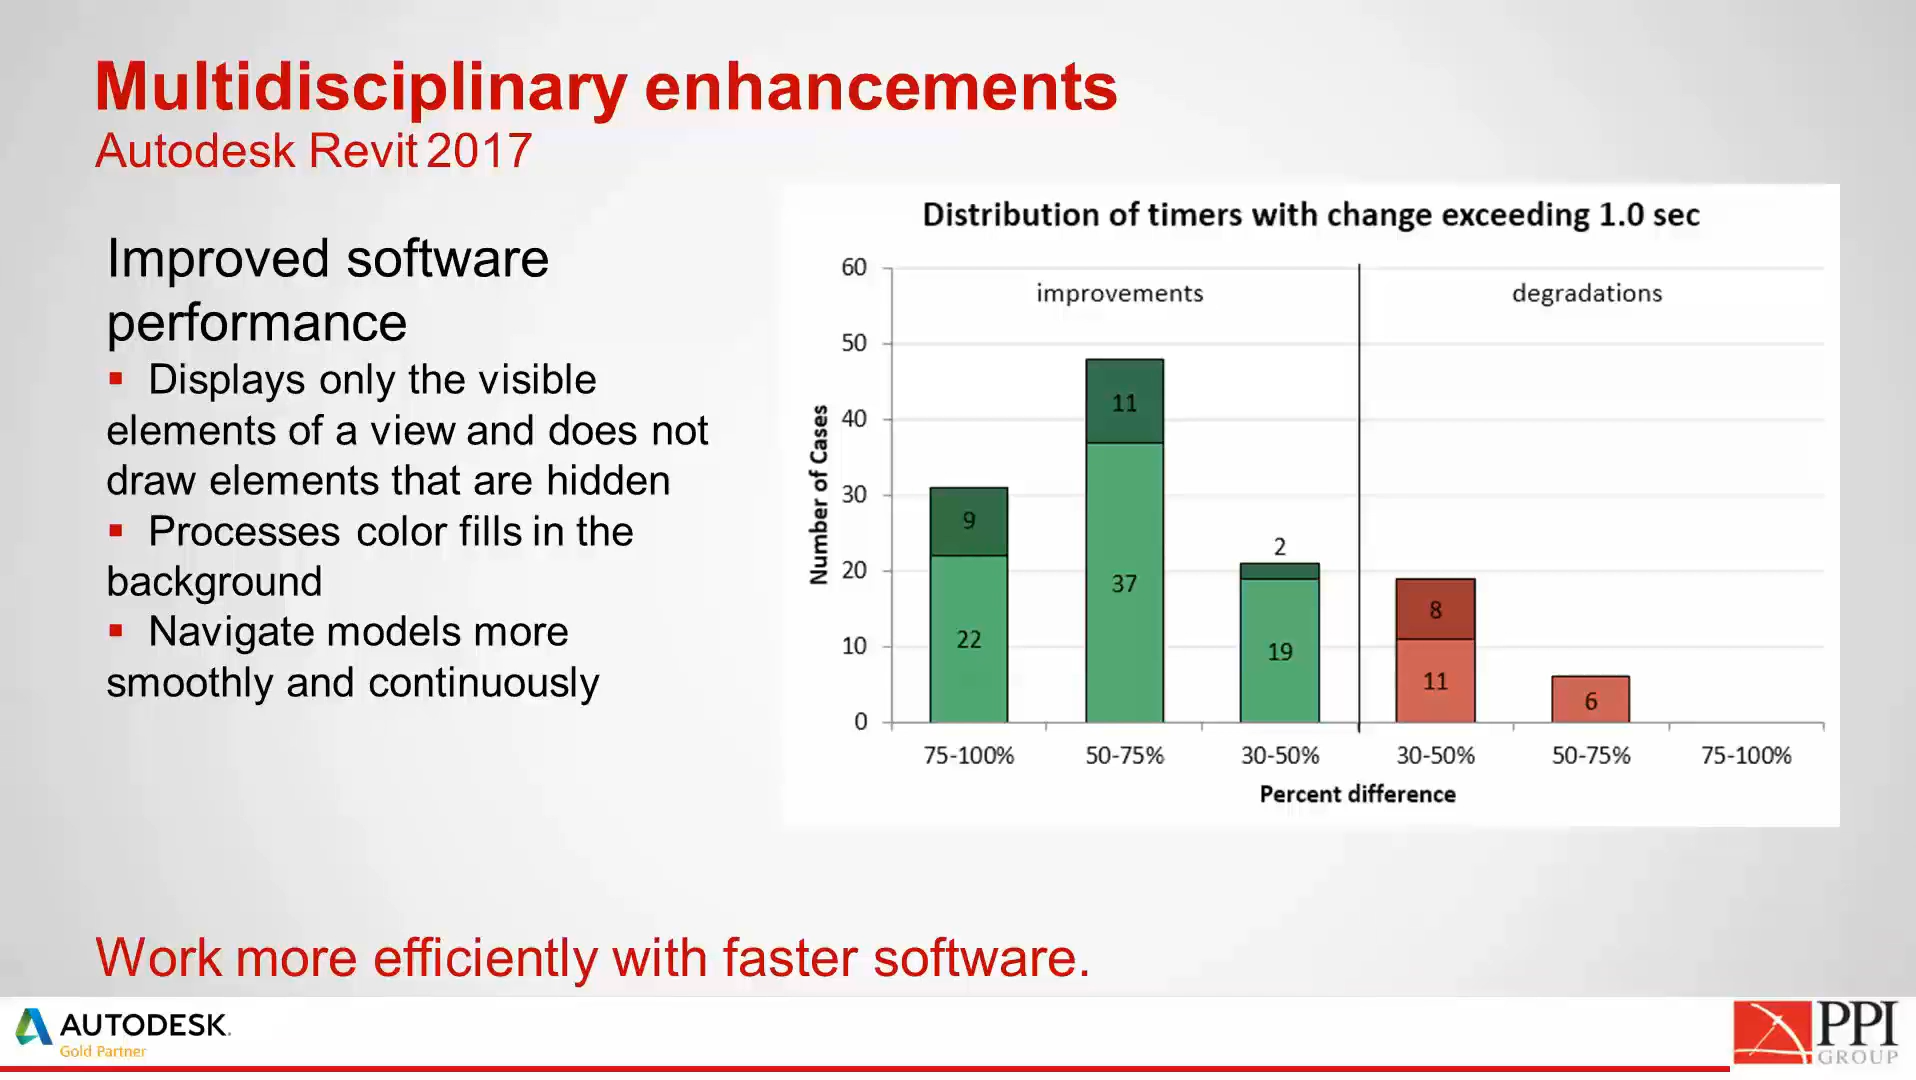 Multidisciplinary enhancements
Autodesk Revit 2017
Improved software
performance
▪ Displays only the visible
elements of a view and does not
draw elements that are hidden
▪ Processes color fills in the
background
▪ Navigate models more
smoothly and continuously
Distribution of timers with change exceeding 1.0 sec
improvements
degradations
Number of Cases
60
50
40
30
20
10
0
9
22
11
37
2
19
8
11
6
75-100%
50-75%
30-50%
30-50%
50-75%
75-100%
Percent difference
Work more efficiently with faster software.
AUTODESK.
Gold Partner
PPI
GROUP